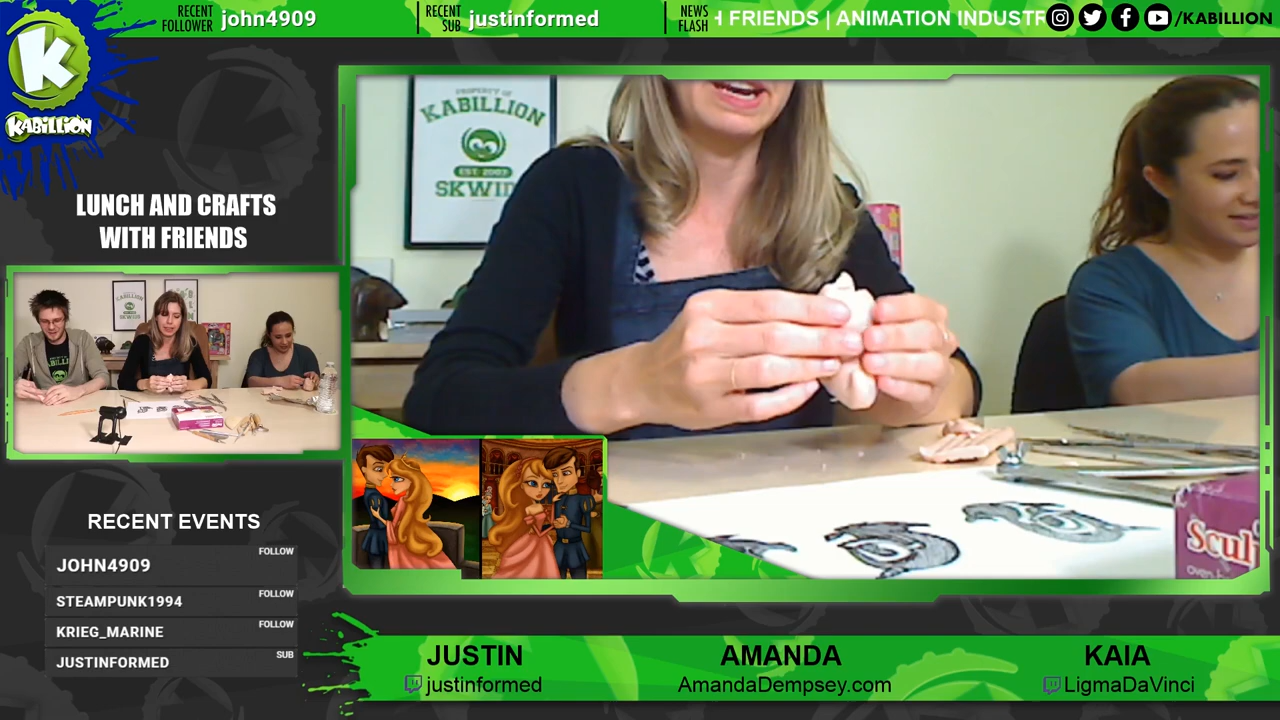 RECENT FOLLOWER john4909
RECENT SUB justinformed
NEWS FLASH H FRIENDS | ANIMATION INDUSTR
/KABILLION
K
KABILLION
LUNCH AND CRAFTS
WITH FRIENDS
PROPERTY OF
KABILLION
EST 2007
SKWID
Scul
RECENT EVENTS
JOHN4909 FOLLOW
STEAMPUNK1994 FOLLOW
KRIEG_MARINE FOLLOW
JUSTINFORMED SUB
JUSTIN
justinformed
AMANDA
AmandaDempsey.com
KAIA
LigmaDaVinci